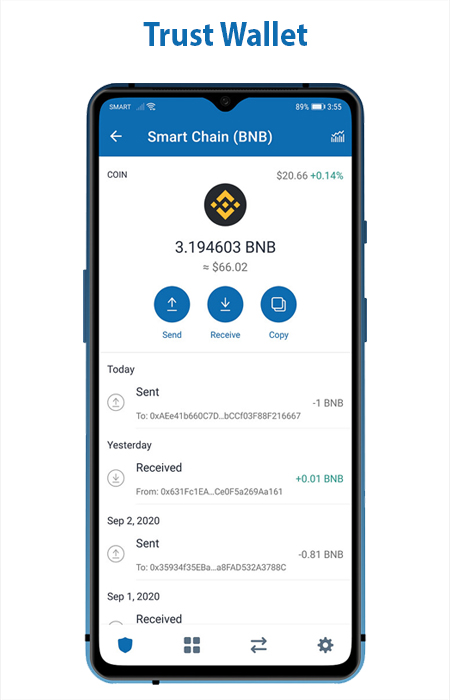 Trust Wallet
SMART 89% 3:55
Smart Chain (BNB)
COIN $20.66 +0.14%
3.194603 BNB
≈ $66.02
Send Receive Copy
Today
Sent
-1 BNB
To: 0xAEe41b660C7D...bCCf03F88F216667
Yesterday
Received
+0.01 BNB
From: 0x631Fc1EA...Ce0F5a269Aa161
Sep 2, 2020
Sent
-0.81 BNB
To: 0x35934f35EBa...a8FAD532A3788C
Sep 1, 2020
Received